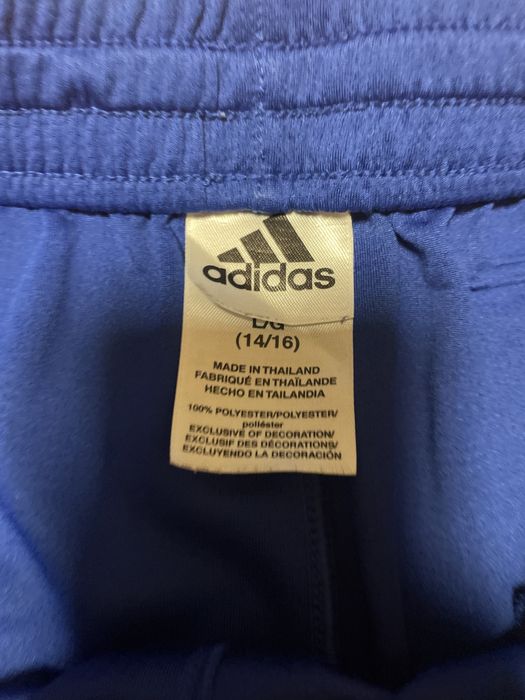 adidas
L/G
(14/16)
MADE IN THAILAND
FABRIQUÉ EN THAÏLANDE
HECHO EN TAILANDIA
100% POLYESTER/POLYESTER/
poliéster
EXCLUSIVE OF DECORATION/
EXCLUSIF DES DÉCORATIONS/
EXCLUYENDO LA DECORACIÓN